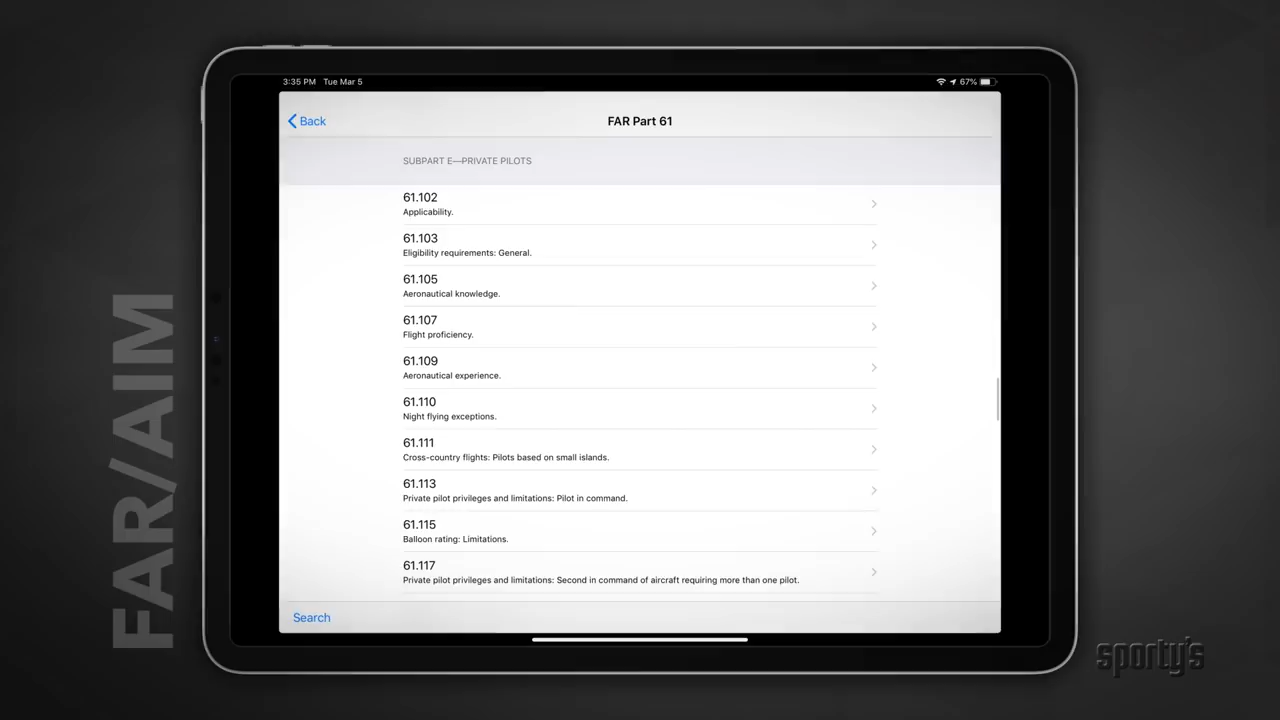 3:35 PM Tue Mar 5
67%
Back
FAR Part 61
SUBPART E—PRIVATE PILOTS
61.102
Applicability.
61.103
Eligibility requirements: General.
61.105
Aeronautical knowledge.
61.107
Flight proficiency.
61.109
Aeronautical experience.
61.110
Night flying exceptions.
61.111
Cross-country flights: Pilots based on small islands.
61.113
Private pilot privileges and limitations: Pilot in command.
61.115
Balloon rating: Limitations.
61.117
Private pilot privileges and limitations: Second in command of aircraft requiring more than one pilot.
Search
FAR/AIM
sporty's